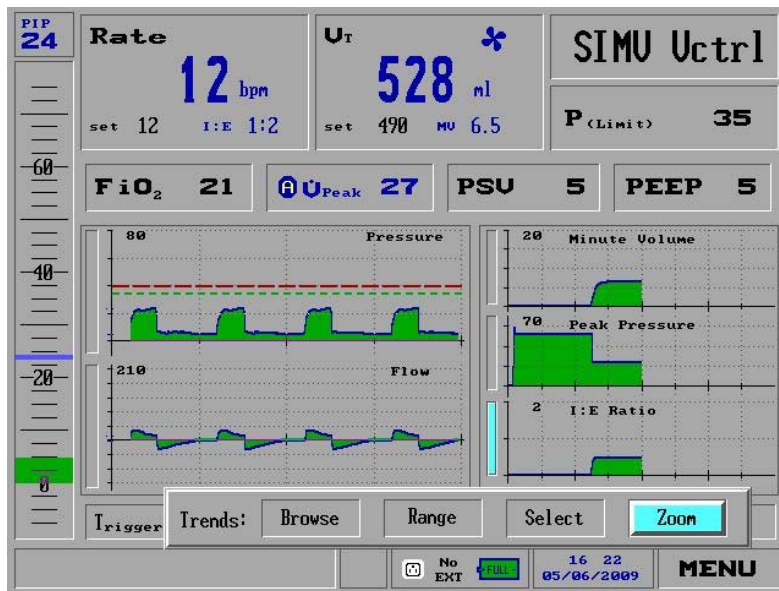 PIP
24
Rate
12 bpm
set 12 I:E 1:2
VT
528 ml
set 490 MV 6.5
SIMV Vctrl
P(Limit) 35
FiO2 21
A V̇Peak 27
PSV 5
PEEP 5
60
40
20
0
80 Pressure
210 Flow
20 Minute Volume
70 Peak Pressure
2 I:E Ratio
Trigger
Trends: Browse Range Select Zoom
No
EXT
FULL
16 22
05/06/2009
MENU